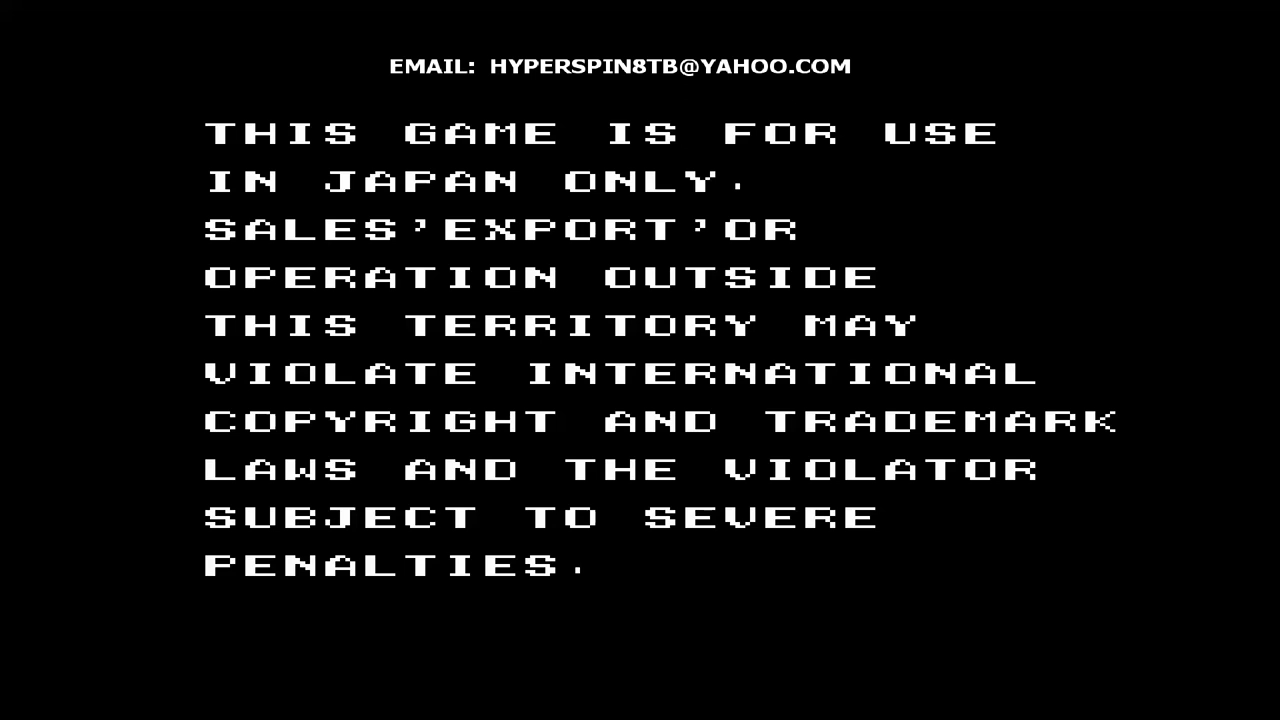 EMAIL: HYPERSPIN8TB@YAHOO.COM
THIS GAME IS FOR USE
IN JAPAN ONLY.
SALES'EXPORT'OR
OPERATION OUTSIDE
THIS TERRITORY MAY
VIOLATE INTERNATIONAL
COPYRIGHT AND TRADEMARK
LAWS AND THE VIOLATOR
SUBJECT TO SEVERE
PENALTIES.